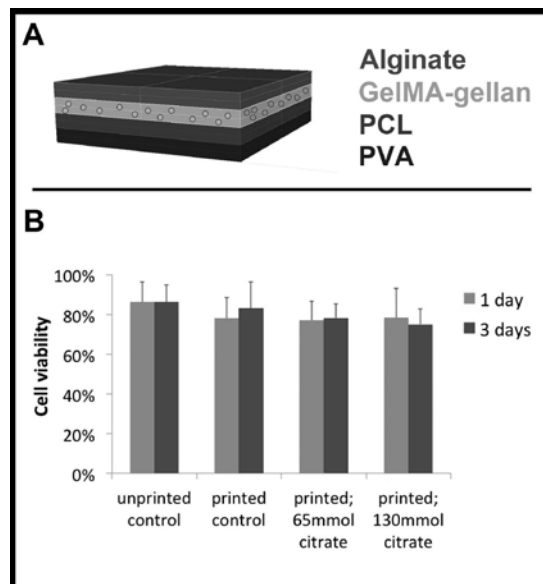 A
Alginate
GelMA-gellan
PCL
PVA
B
100%
80%
60%
40%
20%
0%
Cell viability
1 day
3 days
unprinted
control
printed
control
printed;
65mmol
citrate
printed;
130mmol
citrate